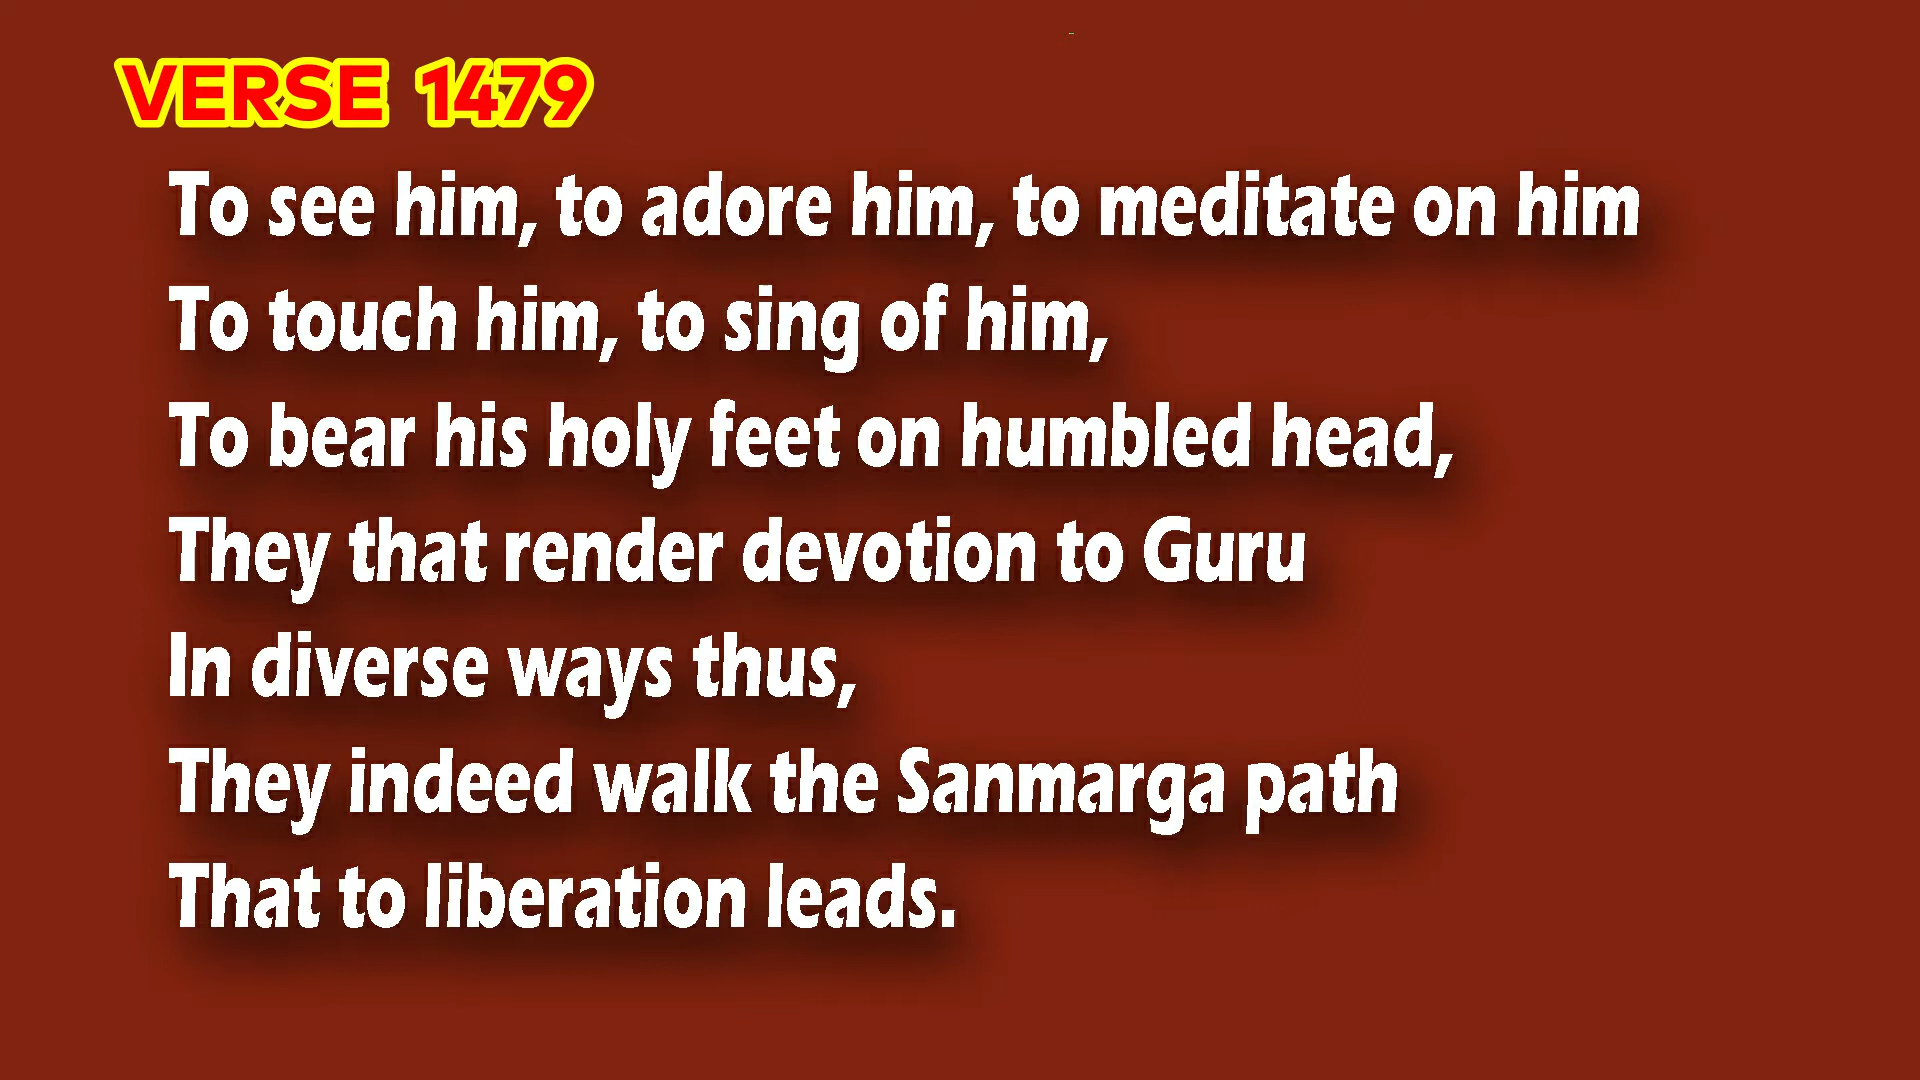 VERSE 1479
To see him, to adore him, to meditate on him
To touch him, to sing of him,
To bear his holy feet on humbled head,
They that render devotion to Guru
In diverse ways thus,
They indeed walk the Sanmarga path
That to liberation leads.